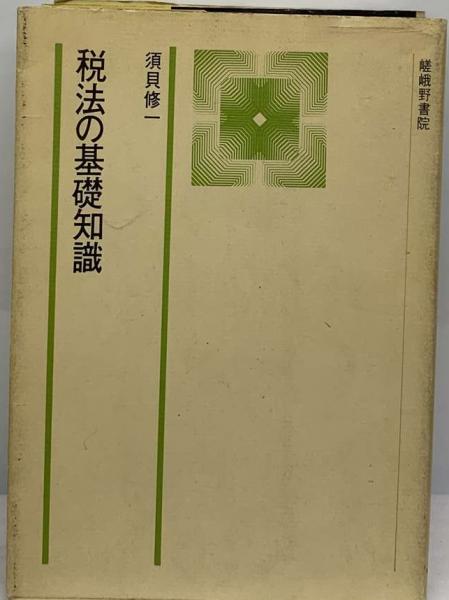 嵯峨野書院
須貝修一
税法の基礎知識